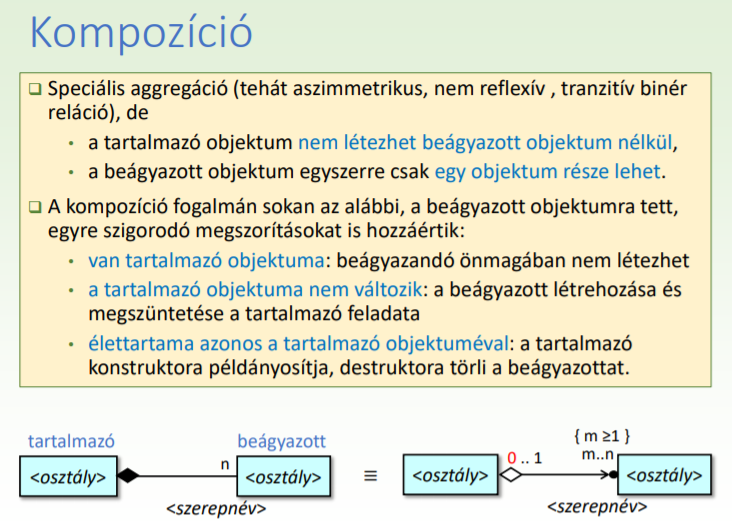 Kompozíció
❑ Speciális aggregáció (tehát aszimmetrikus, nem reflexív , tranzitív binér
reláció), de
• a tartalmazó objektum nem létezhet beágyazott objektum nélkül,
• a beágyazott objektum egyszerre csak egy objektum része lehet.
❑ A kompozíció fogalmán sokan az alábbi, a beágyazott objektumra tett,
egyre szigorodó megszorításokat is hozzáértik:
• van tartalmazó objektuma: beágyazandó önmagában nem létezhet
• a tartalmazó objektuma nem változik: a beágyazott létrehozása és
megszüntetése a tartalmazó feladata
• élettartama azonos a tartalmazó objektuméval: a tartalmazó
konstruktora példányosítja, destruktora törli a beágyazottat.
tartalmazó
beágyazott
<osztály>
n
<osztály>
<szerepnév>
≡
<osztály>
0 .. 1
{ m ≥1 }
m..n
<osztály>
<szerepnév>